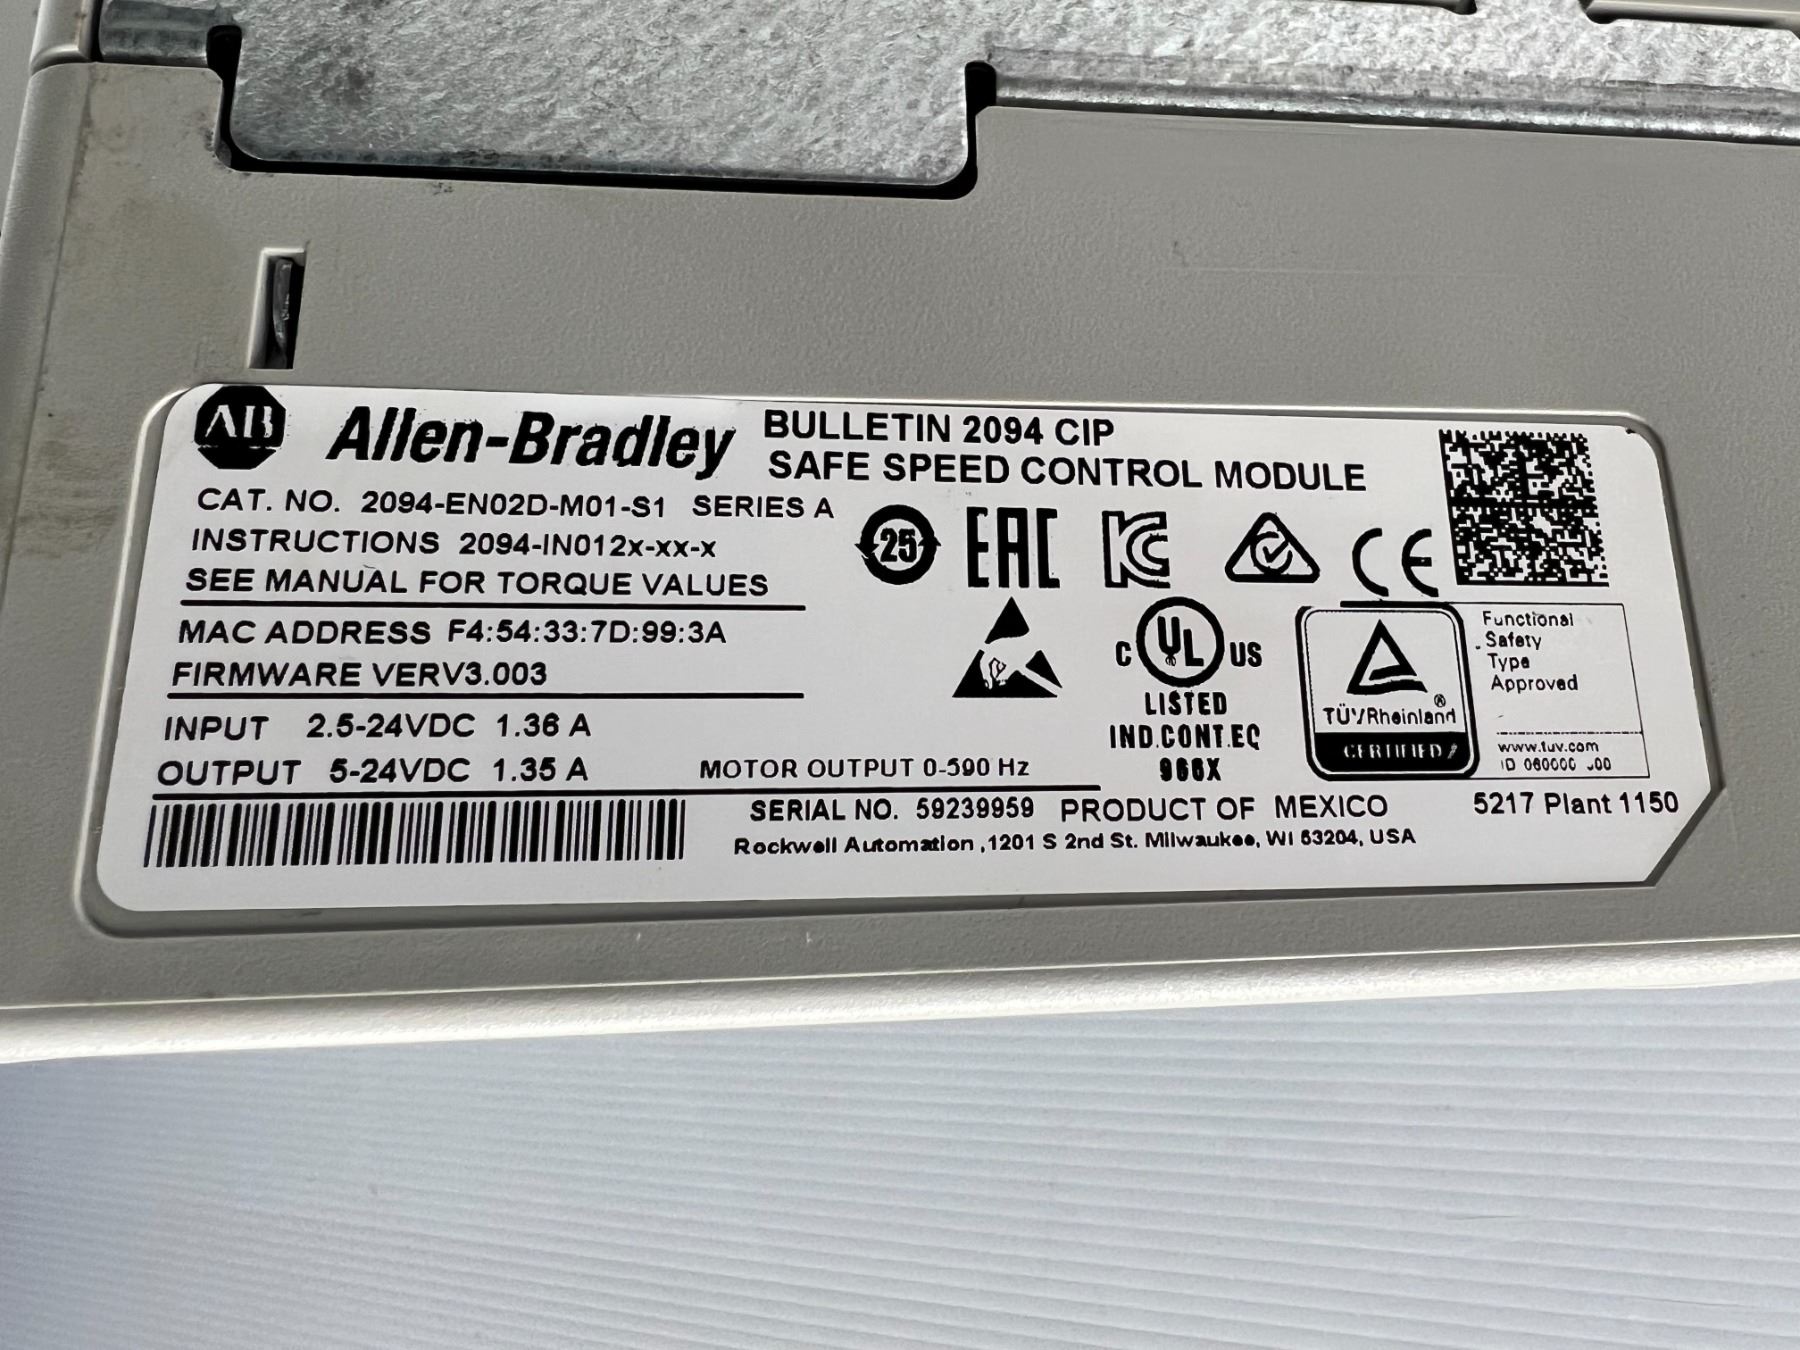 AB Allen-Bradley
BULLETIN 2094 CIP
SAFE SPEED CONTROL MODULE
CAT. NO. 2094-EN02D-M01-S1 SERIES A
INSTRUCTIONS 2094-IN012x-xx-x
SEE MANUAL FOR TORQUE VALUES
MAC ADDRESS F4:54:33:7D:99:3A
FIRMWARE VERV3.003
INPUT 2.5-24VDC 1.36 A
OUTPUT 5-24VDC 1.35 A
MOTOR OUTPUT 0-590 Hz
25 EAC KC CE
C UL US
LISTED
IND.CONT.EQ
966X
TÜVRheinland®
CERTIFIED
Functional
Safety
Type
Approved
www.tuv.com
ID
SERIAL NO. 59239959 PRODUCT OF MEXICO
5217 Plant 1150
Rockwell Automation ,1201 S 2nd St. Milwaukee, WI 53204, USA